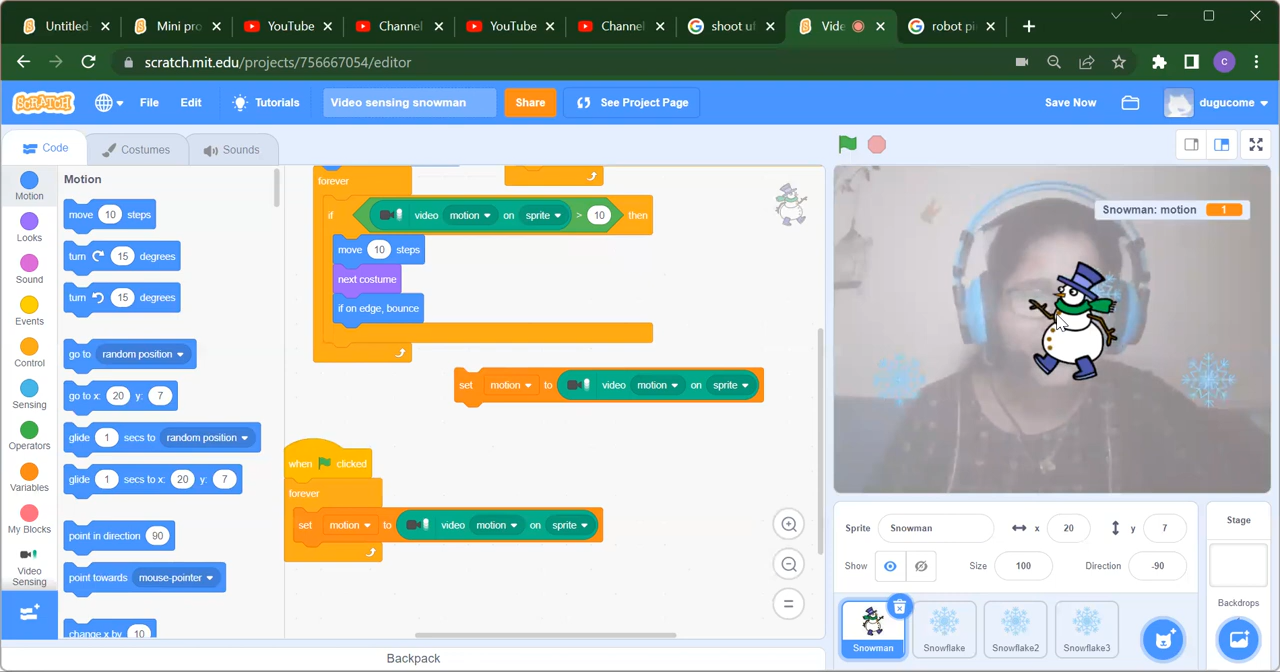 Untitled-
Mini pro
YouTube
Channel
YouTube
Channel
shoot uf
Vide
robot pi
scratch.mit.edu/projects/756667054/editor
C
SCRATCH
File
Edit
Tutorials
Video sensing snowman
Share
See Project Page
Save Now
dugucome
Code
Costumes
Sounds
Motion
Looks
Sound
Events
Control
Sensing
Operators
Variables
My Blocks
Video
Sensing
Motion
move 10 steps
turn 15 degrees
turn 15 degrees
go to random position
go to x: 20 y: 7
glide 1 secs to random position
glide 1 secs to x: 20 y: 7
point in direction 90
point towards mouse-pointer
change x by 10
forever
if video motion on sprite > 10 then
move 10 steps
next costume
if on edge, bounce
set motion to video motion on sprite
when clicked
forever
set motion to video motion on sprite
Snowman: motion 1
Sprite Snowman x 20 y 7
Show Size 100 Direction -90
Snowman
Snowflake
Snowflake2
Snowflake3
Stage
Backdrops
Backpack